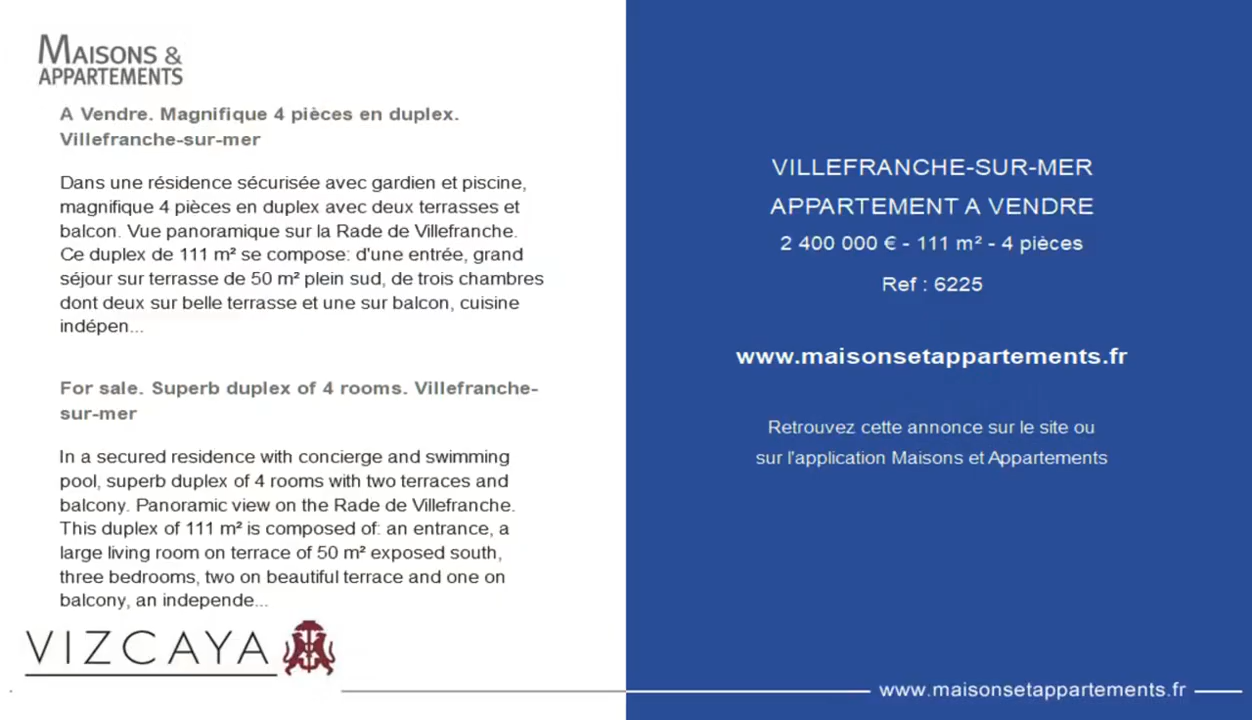 MAISONS &
APPARTEMENTS
A Vendre. Magnifique 4 pièces en duplex.
Villefranche-sur-mer
Dans une résidence sécurisée avec gardien et piscine,
magnifique 4 pièces en duplex avec deux terrasses et
balcon. Vue panoramique sur la Rade de Villefranche.
Ce duplex de 111 m² se compose: d'une entrée, grand
séjour sur terrasse de 50 m² plein sud, de trois chambres
dont deux sur belle terrasse et une sur balcon, cuisine
indépen...
For sale. Superb duplex of 4 rooms. Villefranche-
sur-mer
In a secured residence with concierge and swimming
pool, superb duplex of 4 rooms with two terraces and
balcony. Panoramic view on the Rade de Villefranche.
This duplex of 111 m² is composed of: an entrance, a
large living room on terrace of 50 m² exposed south,
three bedrooms, two on beautiful terrace and one on
balcony, an independe...
VIZCAYA
VILLEFRANCHE-SUR-MER
APPARTEMENT A VENDRE
2 400 000 € - 111 m² - 4 pièces
Ref : 6225
www.maisonsetappartements.fr
Retrouvez cette annonce sur le site ou
sur l'application Maisons et Appartements
www.maisonsetappartements.fr